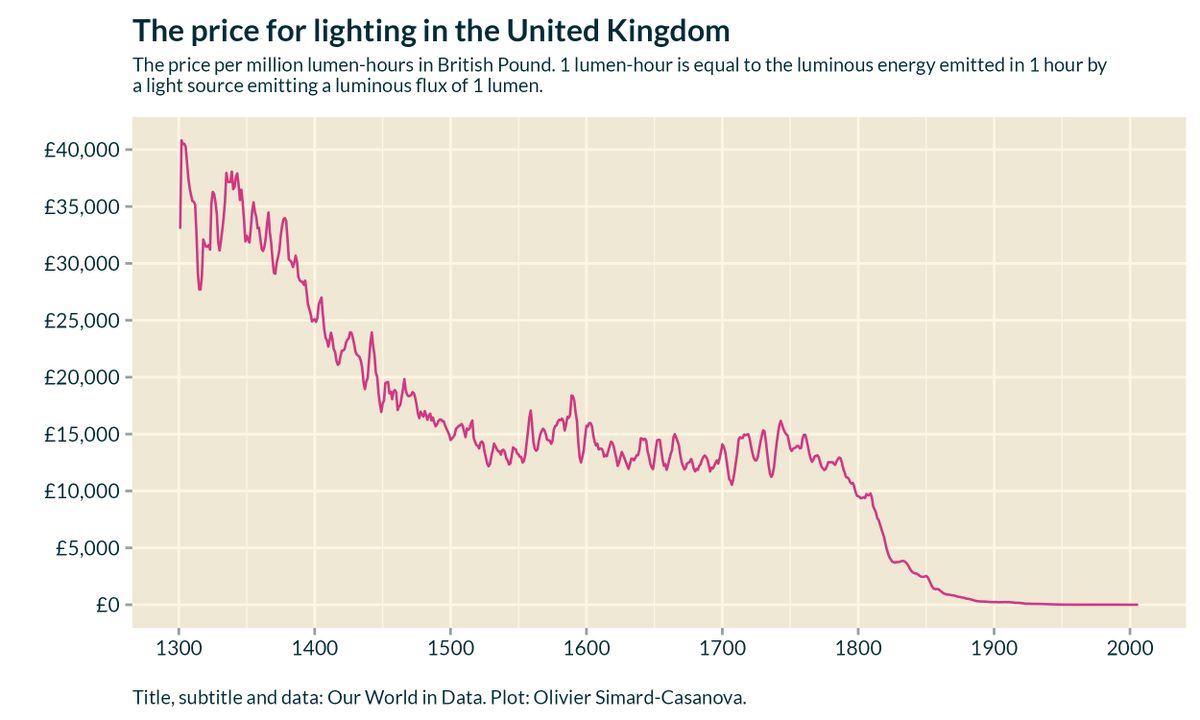 The price for lighting in the United Kingdom
The price per million lumen-hours in British Pound. 1 lumen-hour is equal to the luminous energy emitted in 1 hour by
a light source emitting a luminous flux of 1 lumen.
£40,000
£35,000
£30,000
£25,000
£20,000
£15,000
£10,000
£5,000
£0
1300 1400 1500 1600 1700 1800 1900 2000
Title, subtitle and data: Our World in Data. Plot: Olivier Simard-Casanova.